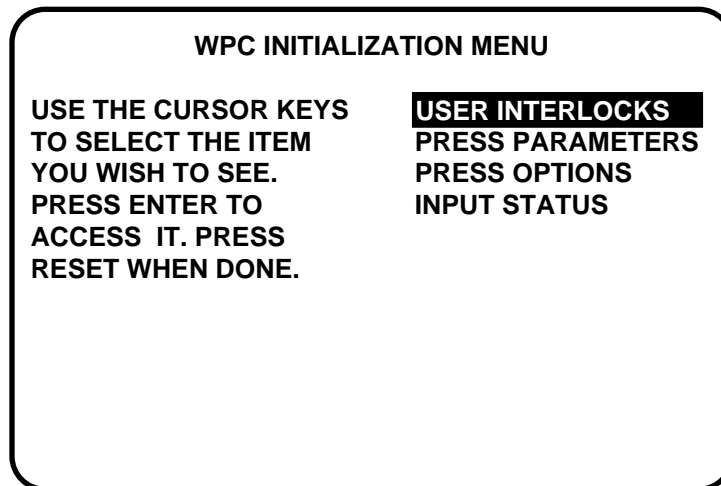 WPC INITIALIZATION MENU
USE THE CURSOR KEYS
TO SELECT THE ITEM
YOU WISH TO SEE.
PRESS ENTER TO
ACCESS IT. PRESS
RESET WHEN DONE.
USER INTERLOCKS
PRESS PARAMETERS
PRESS OPTIONS
INPUT STATUS